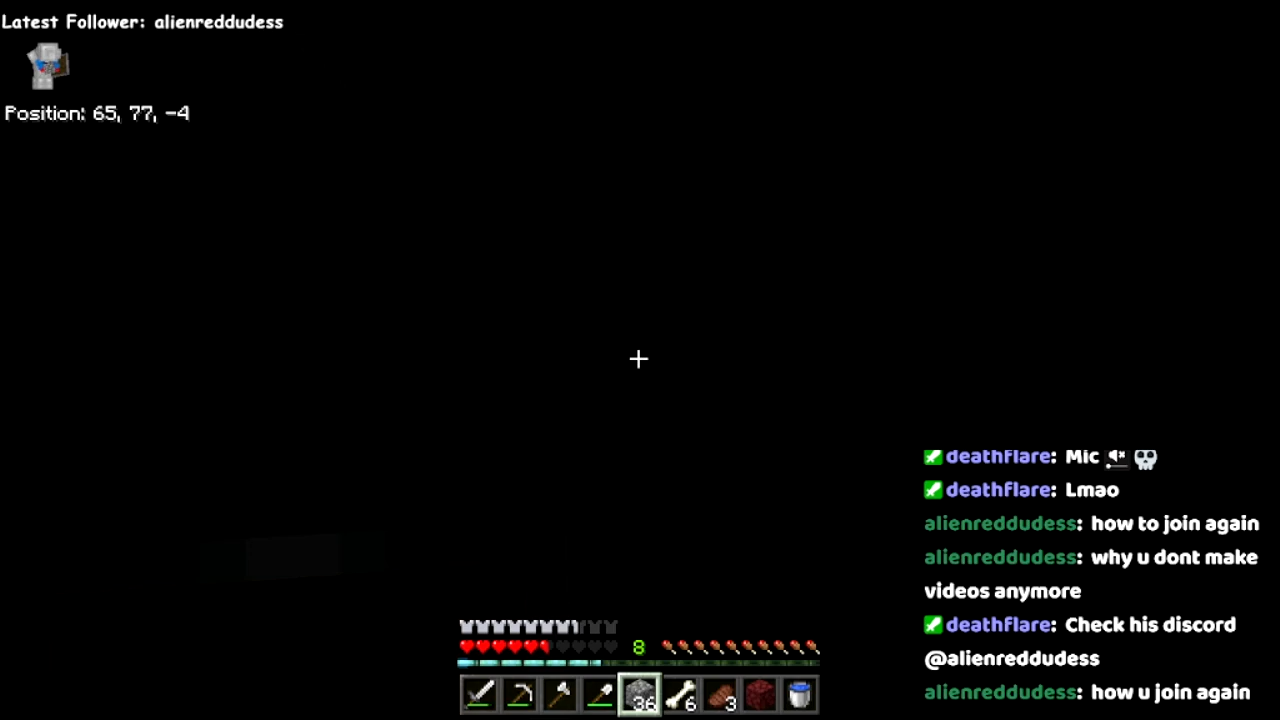 Latest Follower: alienreddudess
Position: 65, 77, -4
deathflare: Mic
deathflare: Lmao
alienreddudess: how to join again
alienreddudess: why u dont make
videos anymore
deathflare: Check his discord
@alienreddudess
alienreddudess: how u join again
8
36 6 3